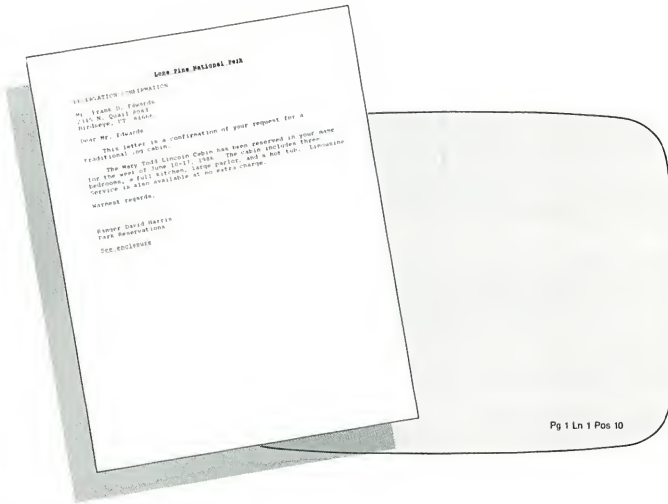 Lone Pine National Park
RESERVATION CONFIRMATION
Mr. Frank D. Edwards
N. Quail Road
Birdseye, VT
Dear Mr. Edwards
This letter is a confirmation of your request for a
traditional log cabin.
The Mary Todd Lincoln Cabin has been reserved in your name
for the week of June 10-17, 1984. The cabin includes three
bedrooms, a full kitchen, large parlor, and a hot tub. Limousine
Service is also available at no extra charge.
Warmest regards,
Ranger David Harris
Park Reservations
See enclosure
Pg 1 Ln 1 Pos 10